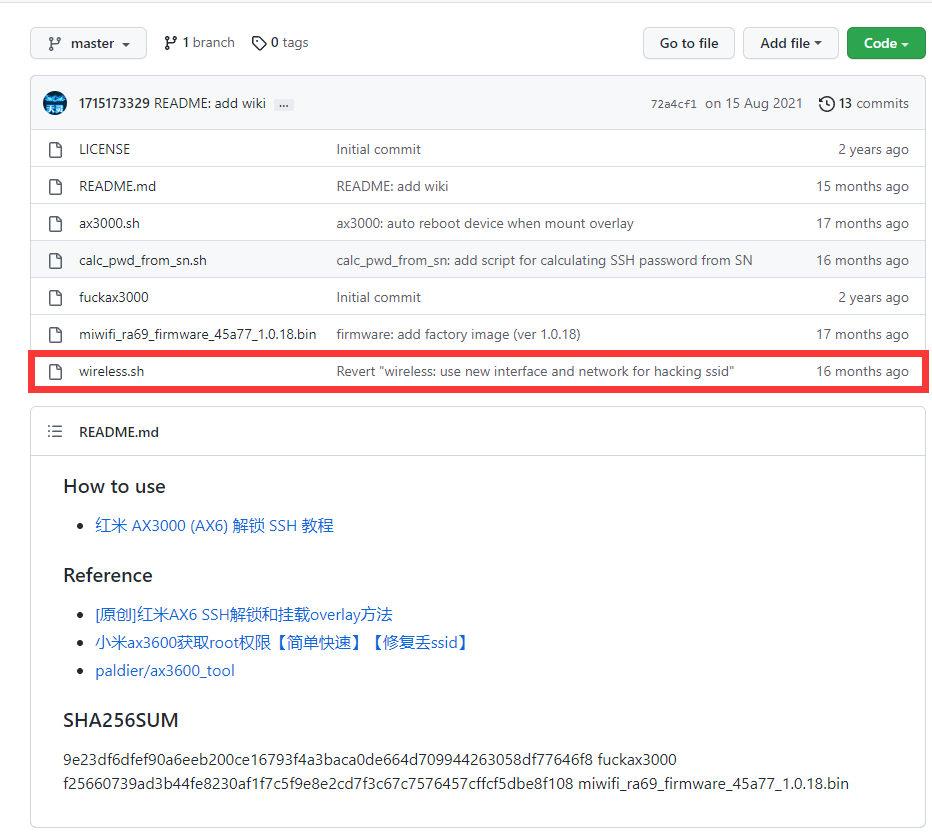 master 1 branch 0 tags Go to file Add file Code
天灵 1715173329 README: add wiki ... 72a4cf1 on 15 Aug 2021 13 commits
LICENSE Initial commit 2 years ago
README.md README: add wiki 15 months ago
ax3000.sh ax3000: auto reboot device when mount overlay 17 months ago
calc_pwd_from_sn.sh calc_pwd_from_sn: add script for calculating SSH password from SN 16 months ago
fuckax3000 Initial commit 2 years ago
miwifi_ra69_firmware_45a77_1.0.18.bin firmware: add factory image (ver 1.0.18) 17 months ago
wireless.sh Revert "wireless: use new interface and network for hacking ssid" 16 months ago
README.md
How to use
红米 AX3000 (AX6) 解锁 SSH 教程
Reference
[原创]红米AX6 SSH解锁和挂载overlay方法
小米ax3600获取root权限【简单快速】【修复丢ssid】
paldier/ax3600_tool
SHA256SUM
9e23df6dfef90a6eeb200ce16793f4a3baca0de664d709944263058df77646f8 fuckax3000
f25660739ad3b44fe8230af1f7c5f9e8e2cd7f3c67c7576457cffcf5dbe8f108 miwifi_ra69_firmware_45a77_1.0.18.bin